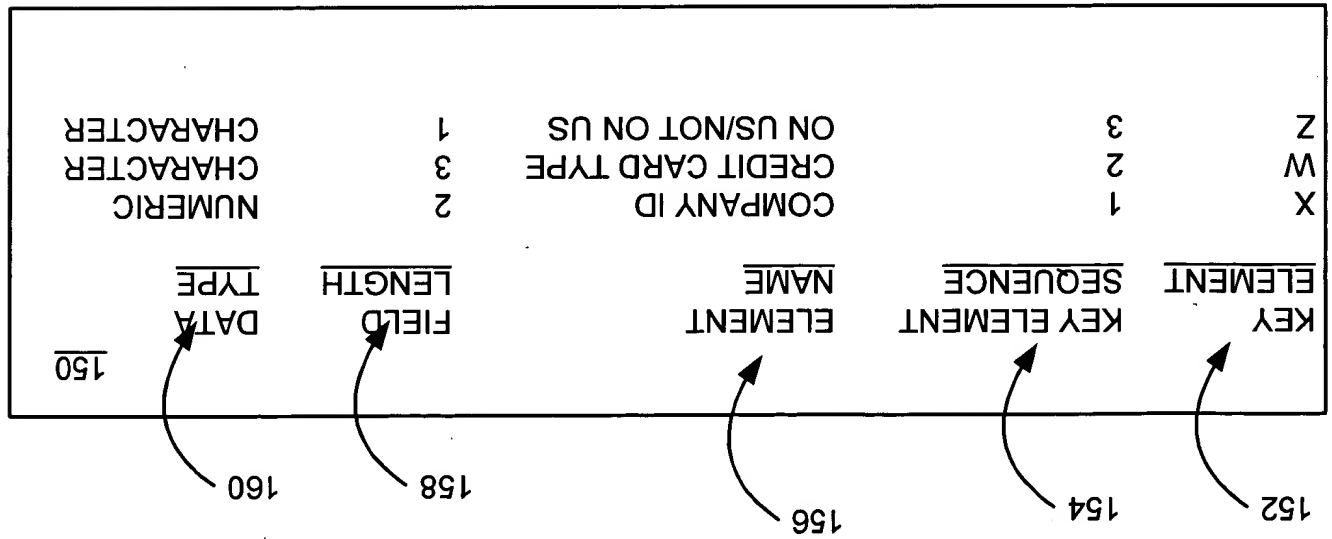 152 154 156 158 160
150
KEY KEY ELEMENT ELEMENT FIELD DATA
ELEMENT SEQUENCE NAME LENGTH TYPE
X 1 COMPANY ID 2 NUMERIC
W 2 CREDIT CARD TYPE 3 CHARACTER
Z 3 ON US/NOT ON US 1 CHARACTER